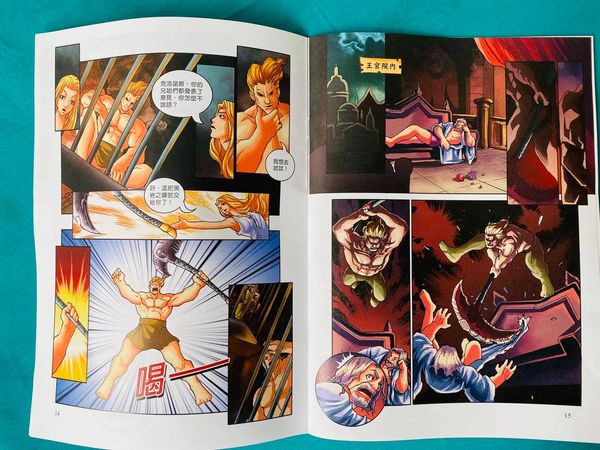 克洛諾斯，你的
兄姐們都發表了
意見，你怎麼不
說話？
我想去
試試！
好，這把黑
岩之鐮就交
給你了！
喝——
14
王宮院內
15